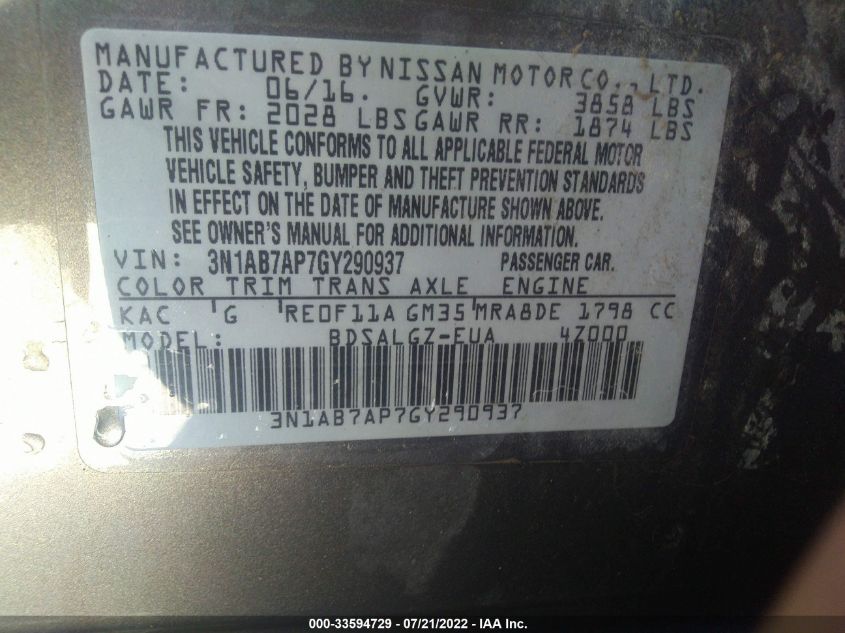 MANUFACTURED BY NISSAN MOTOR CO., LTD.
DATE: 06/16. GVWR: 3858 LBS
GAWR FR: 2028 LBS GAWR RR: 1874 LBS
THIS VEHICLE CONFORMS TO ALL APPLICABLE FEDERAL MOTOR
VEHICLE SAFETY, BUMPER AND THEFT PREVENTION STANDARDS
IN EFFECT ON THE DATE OF MANUFACTURE SHOWN ABOVE.
SEE OWNER'S MANUAL FOR ADDITIONAL INFORMATION.
VIN: 3N1AB7AP7GY290937 PASSENGER CAR.
COLOR TRIM TRANS AXLE ENGINE
KAC G RE0F11A GM35 MRA8DE 1798 CC
MODEL: BDSALGZ-EUA 4Z000
3N1AB7AP7GY290937
000-33594729 - 07/21/2022 - IAA Inc.